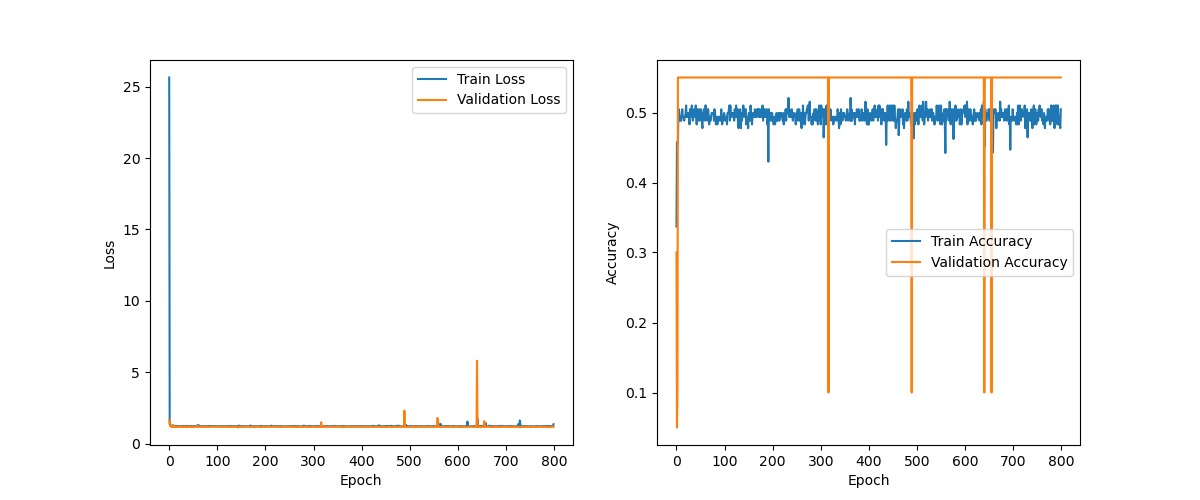 25
20
15
10
5
0
0 100 200 300 400 500 600 700 800
Epoch
Loss
Train Loss
Validation Loss
0.5
0.4
0.3
0.2
0.1
0 100 200 300 400 500 600 700 800
Epoch
Accuracy
Train Accuracy
Validation Accuracy